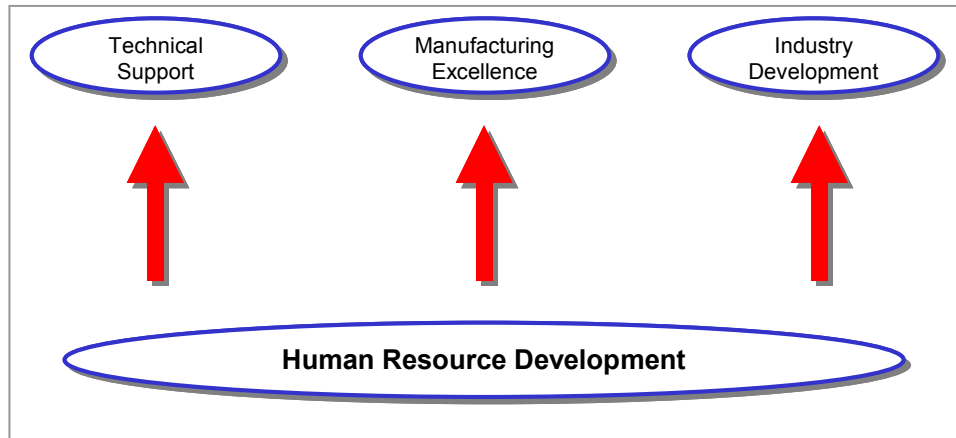 Technical
Support
Manufacturing
Excellence
Industry
Development
Human Resource Development